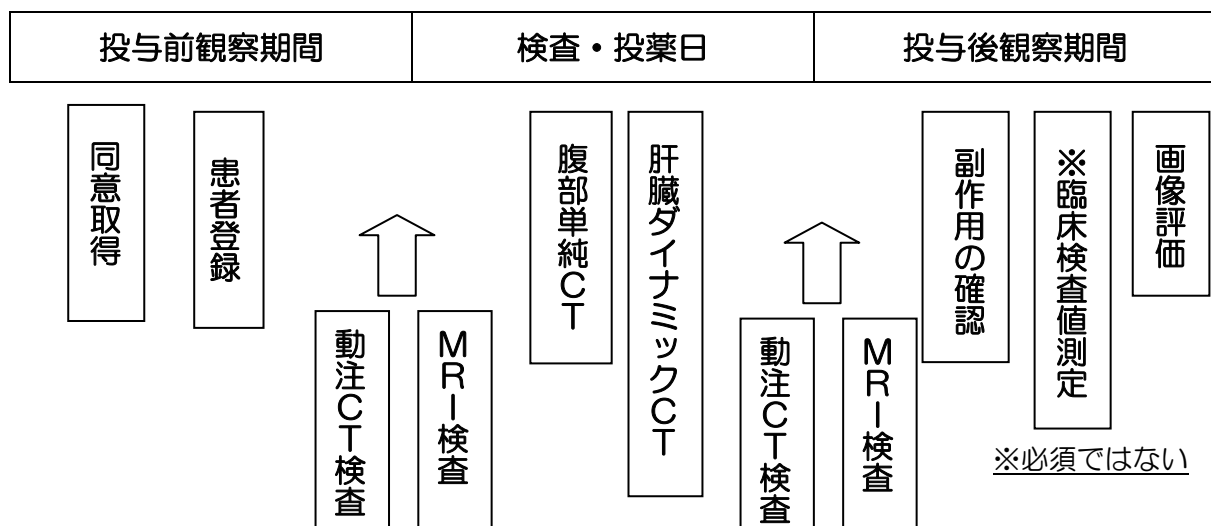 投与前観察期間
検査・投薬日
投与後観察期間
同意取得
患者登録
動注CT検査
MRI検査
腹部単純CT
肝臓ダイナミックCT
動注CT検査
MRI検査
副作用の確認
※臨床検査値測定
画像評価
※必須ではない